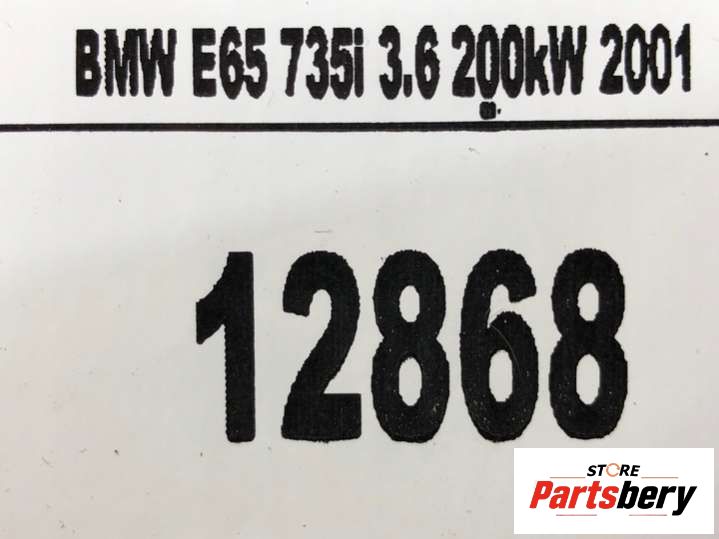 BMW E65 735i 3.6 200kW 2001
12868
STORE
Partsbery